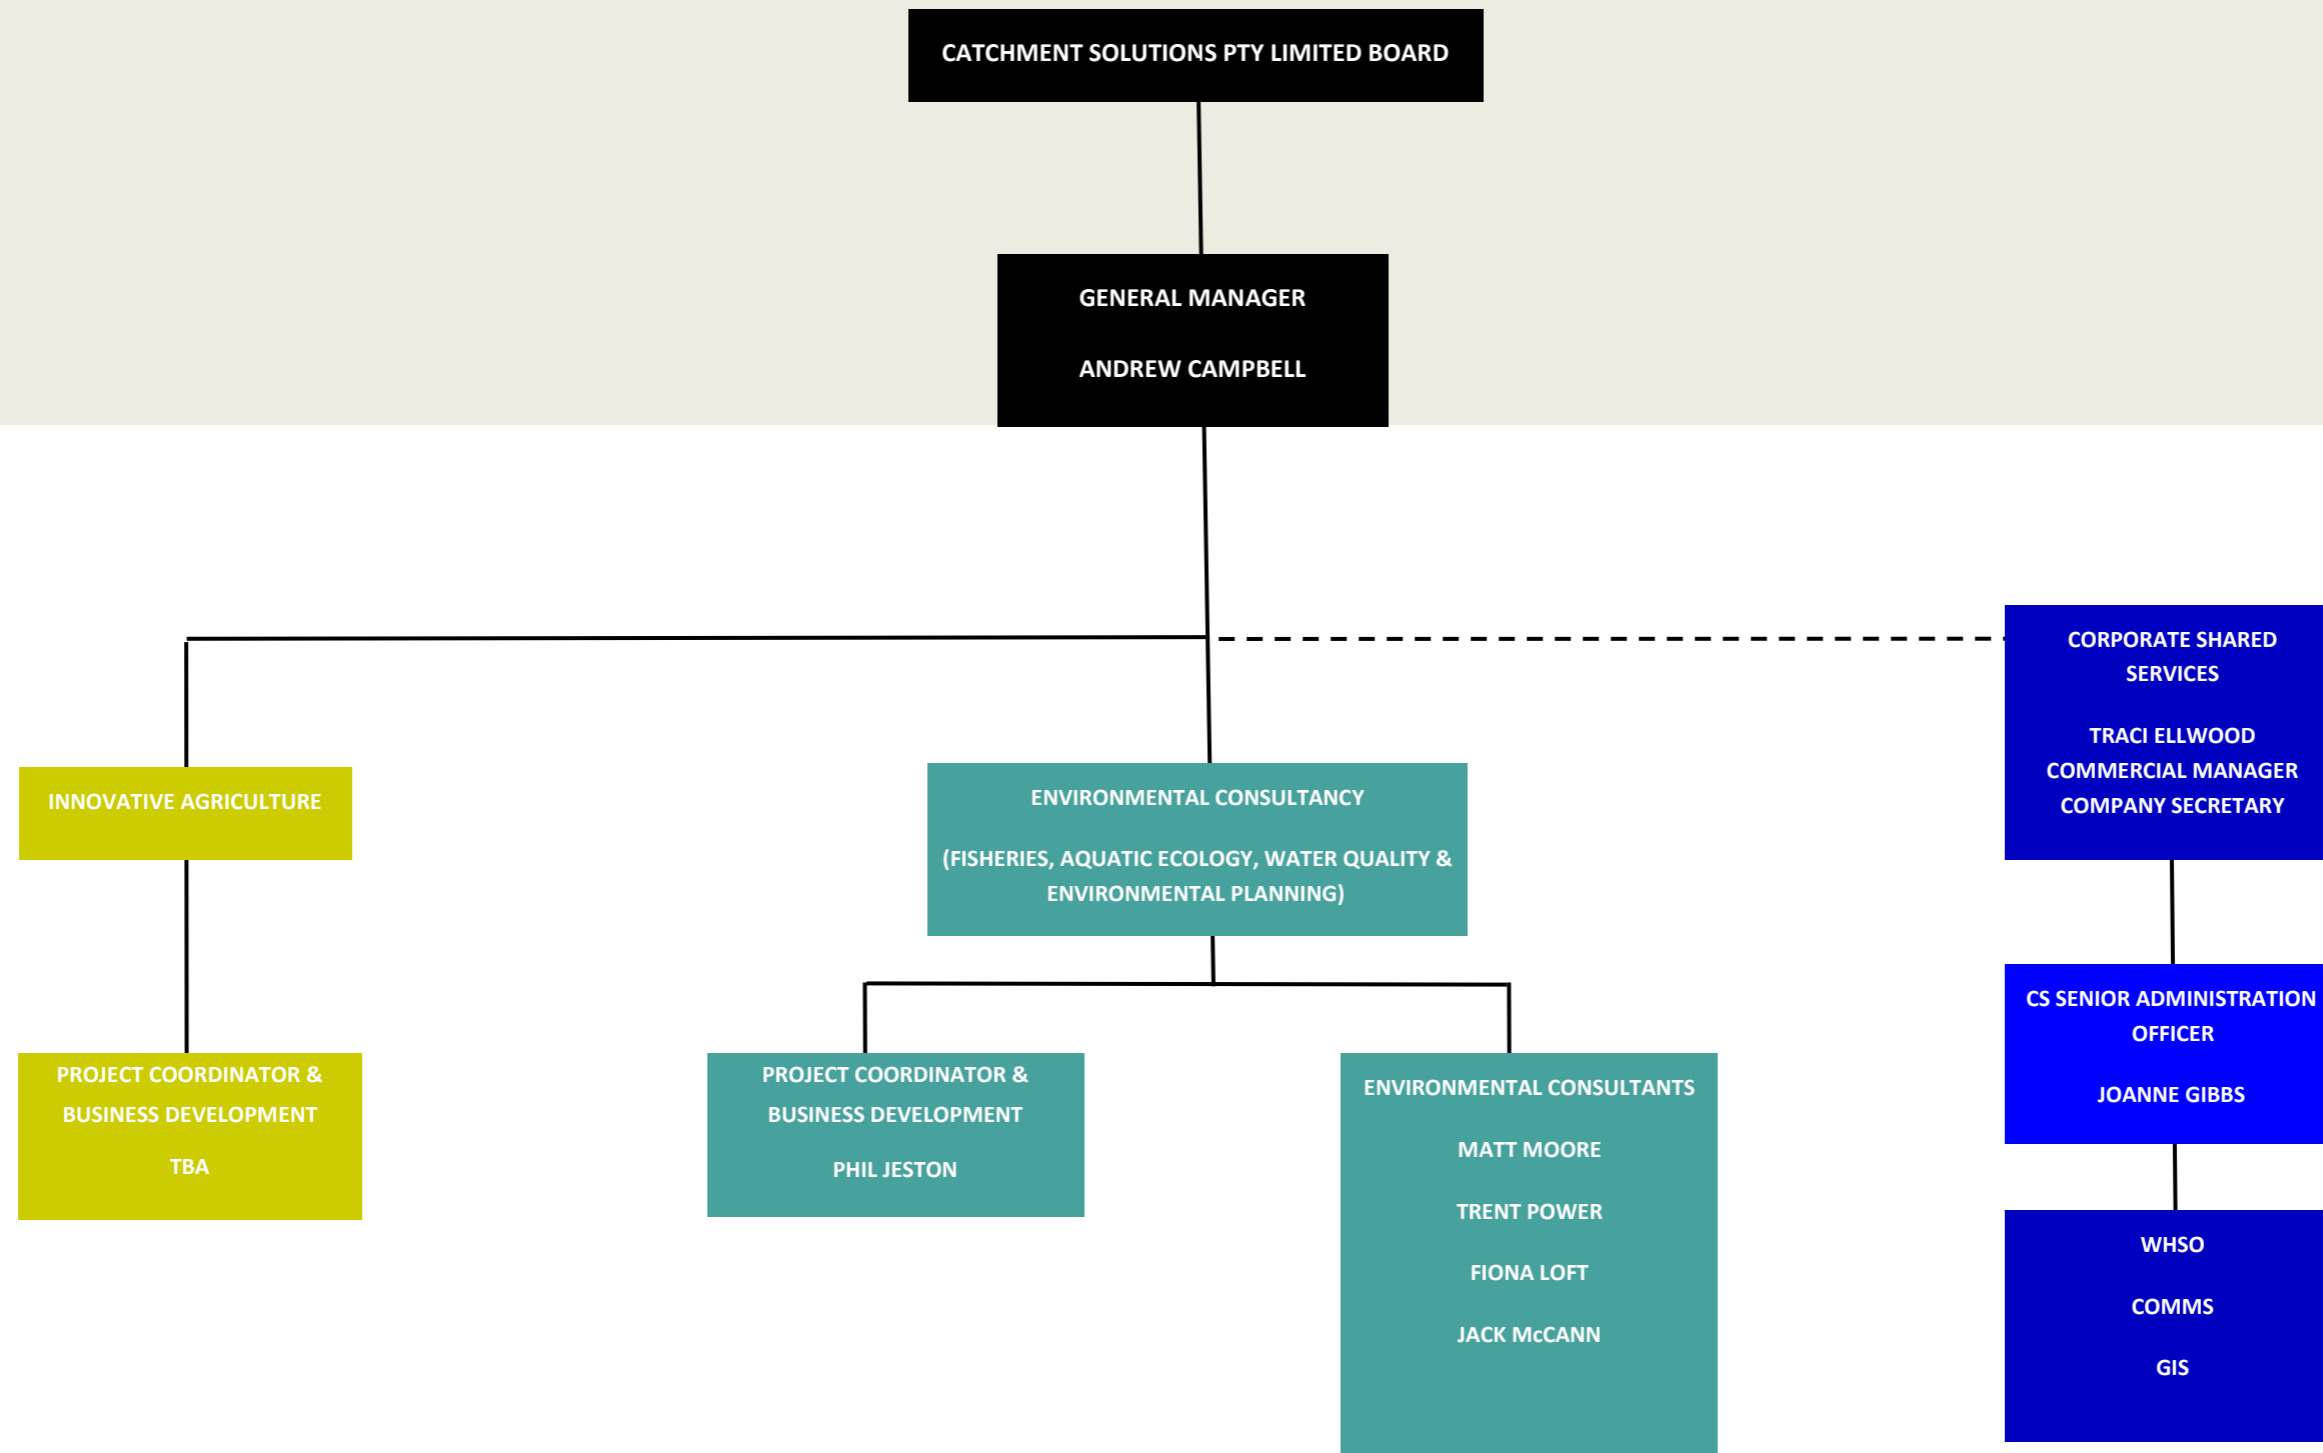 CATCHMENT SOLUTIONS PTY LIMITED BOARD
GENERAL MANAGER
ANDREW CAMPBELL
INNOVATIVE AGRICULTURE
PROJECT COORDINATOR &
BUSINESS DEVELOPMENT
TBA
ENVIRONMENTAL CONSULTANCY
(FISHERIES, AQUATIC ECOLOGY, WATER QUALITY &
ENVIRONMENTAL PLANNING)
PROJECT COORDINATOR &
BUSINESS DEVELOPMENT
PHIL JESTON
ENVIRONMENTAL CONSULTANTS
MATT MOORE
TRENT POWER
FIONA LOFT
JACK McCANN
CORPORATE SHARED
SERVICES
TRACI ELLWOOD
COMMERCIAL MANAGER
COMPANY SECRETARY
CS SENIOR ADMINISTRATION
OFFICER
JOANNE GIBBS
WHSO
COMMS
GIS